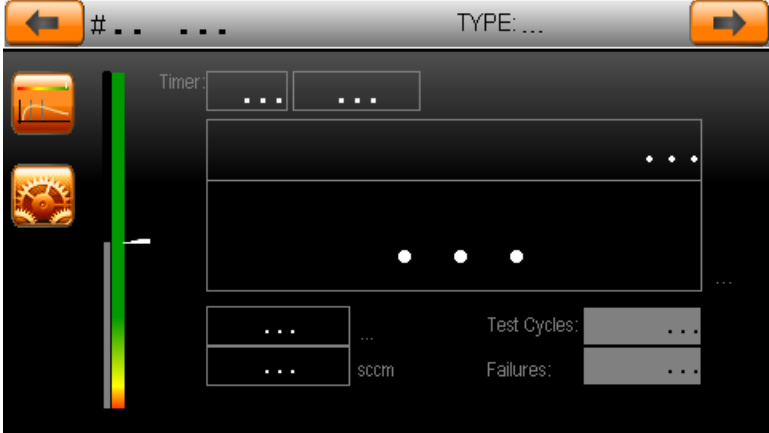 # . .   . . .   TYPE: ...
Timer: ... ...
...
. . .
...
... ... Test Cycles: ...
... sccm Failures: ...